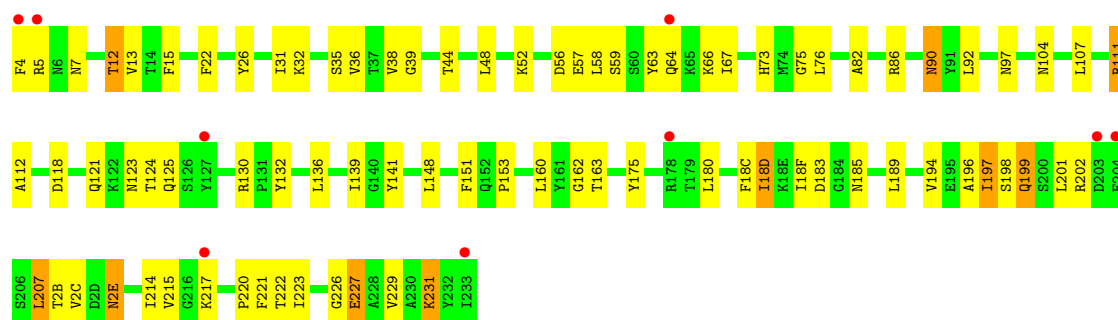 F4 R5 N6 N7 T12 V13 T14 F15 F22 Y26 I31 K32 S35 V36 T37 V38 G39 T44 L48 K52 D56 E57 L58 S59 S60 Y63 Q64 K65 K66 I67 H73 M74 G75 L76 A82 R86 N90 Y91 L92 N97 N104 L107
A112 D118 Q121 K122 N123 T124 Q125 S126 Y127 R130 P131 Y132 L136 I139 G140 Y141 L148 F151 Q152 P153 L160 Y161 G162 T163 Y175 R178 T179 L180 F18C I18D K18E I18F D183 G184 N185 L189 V194 E195 A196 I197 S198 Q199 S200 L201 R202 D203
S206 L207 T2B V2C D2D N2E I214 V215 G216 K217 P220 F221 T222 I223 G226 E227 A228 V229 A230 K231 Y232 I233